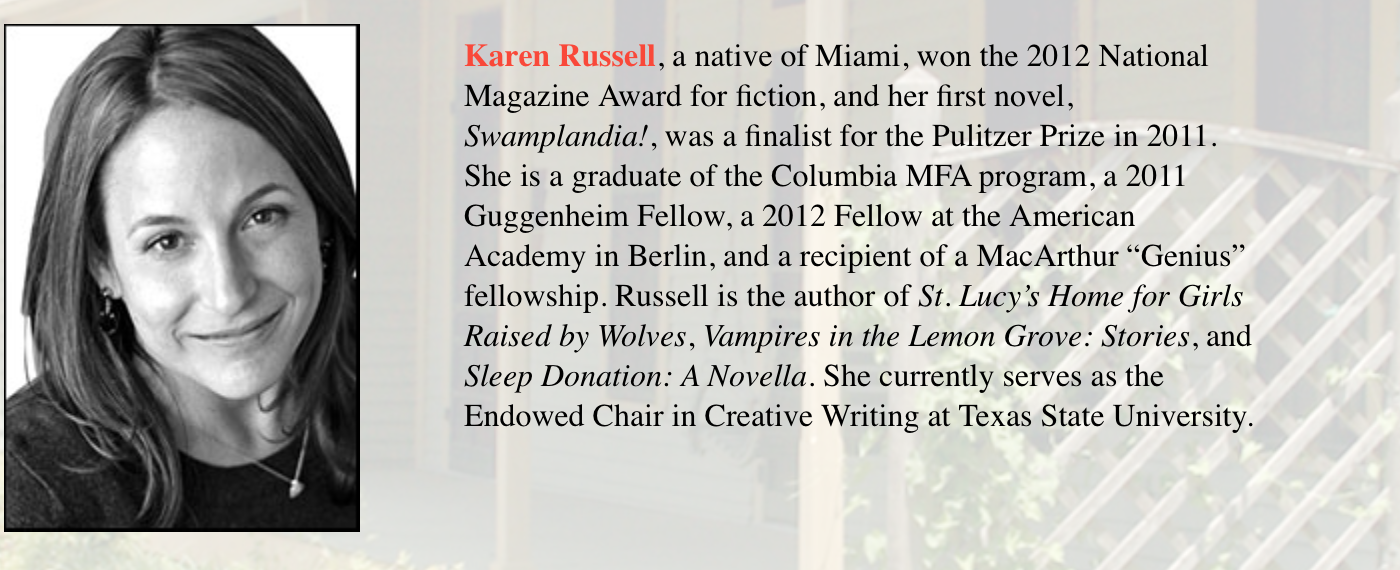 Karen Russell, a native of Miami, won the 2012 National
Magazine Award for fiction, and her first novel,
Swamplandia!, was a finalist for the Pulitzer Prize in 2011.
She is a graduate of the Columbia MFA program, a 2011
Guggenheim Fellow, a 2012 Fellow at the American
Academy in Berlin, and a recipient of a MacArthur “Genius”
fellowship. Russell is the author of St. Lucy’s Home for Girls
Raised by Wolves, Vampires in the Lemon Grove: Stories, and
Sleep Donation: A Novella. She currently serves as the
Endowed Chair in Creative Writing at Texas State University.